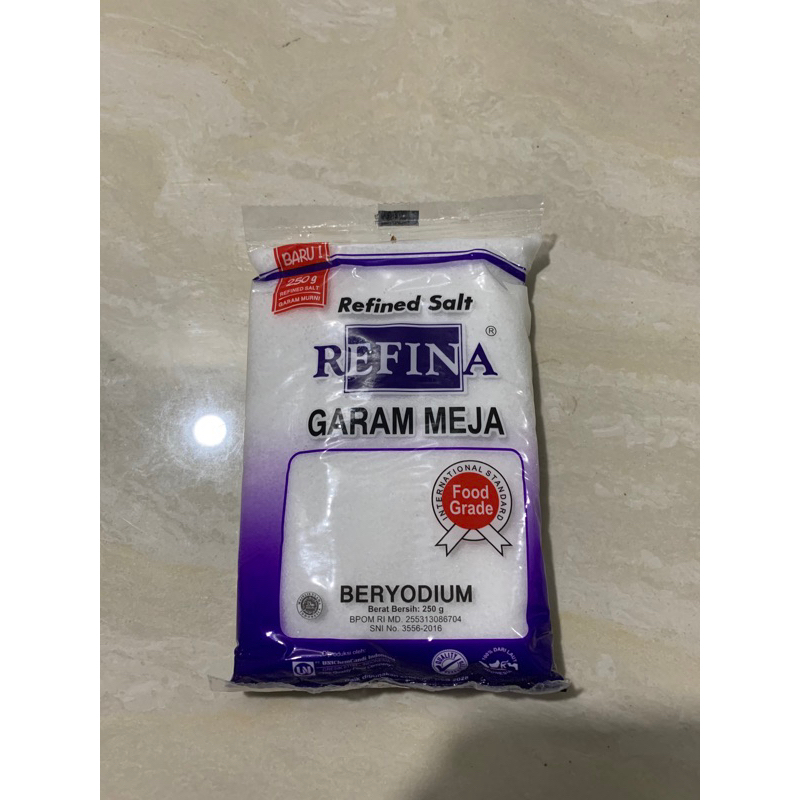 BARU !
250 g
REFINED SALT
GARAM MURNI
Refined Salt
REFINA®
GARAM MEJA
INTERNATIONAL STANDARD
Food
Grade
BERYODIUM
Berat Bersih: 250 g
BPOM RI MD. 255313086704
SNI No. 3556-2016